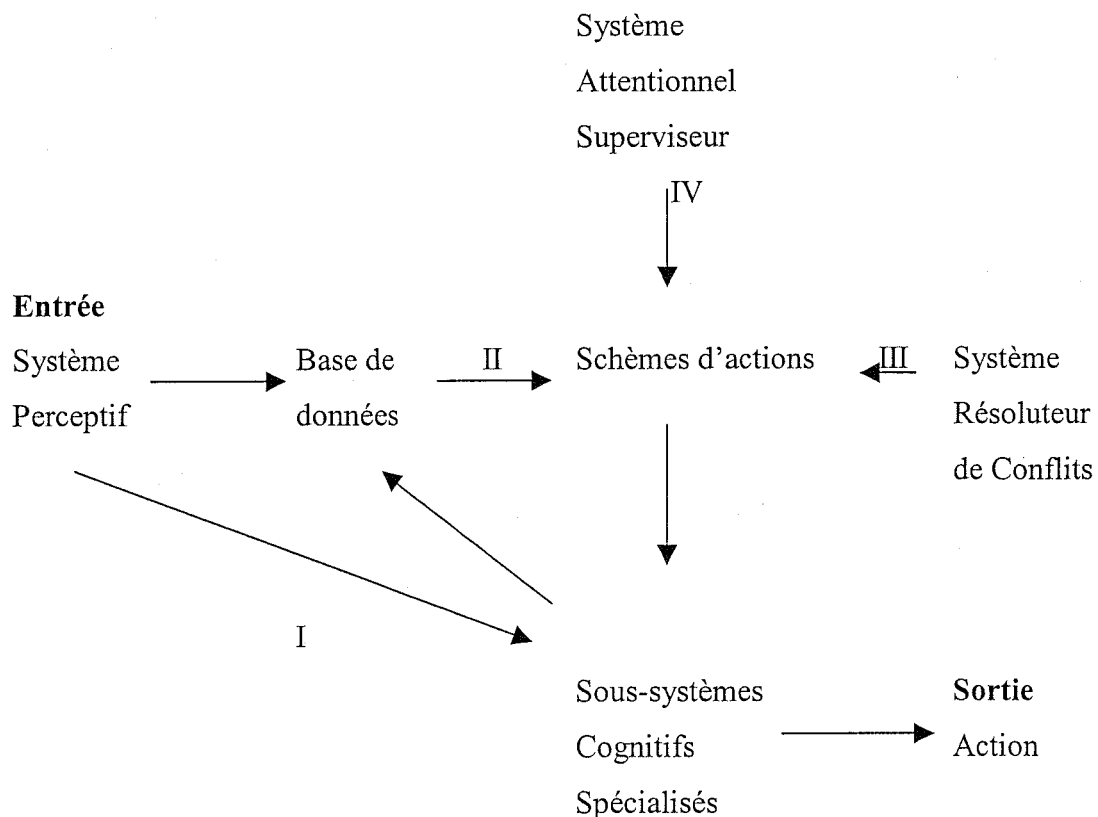 Système
Attentionnel
Superviseur
IV
Entrée
Système
Perceptif
Base de
données
II
Schèmes d'actions
III
Système
Résoluteur
de Conflits
I
Sous-systèmes
Cognitifs
Spécialisés
Sortie
Action